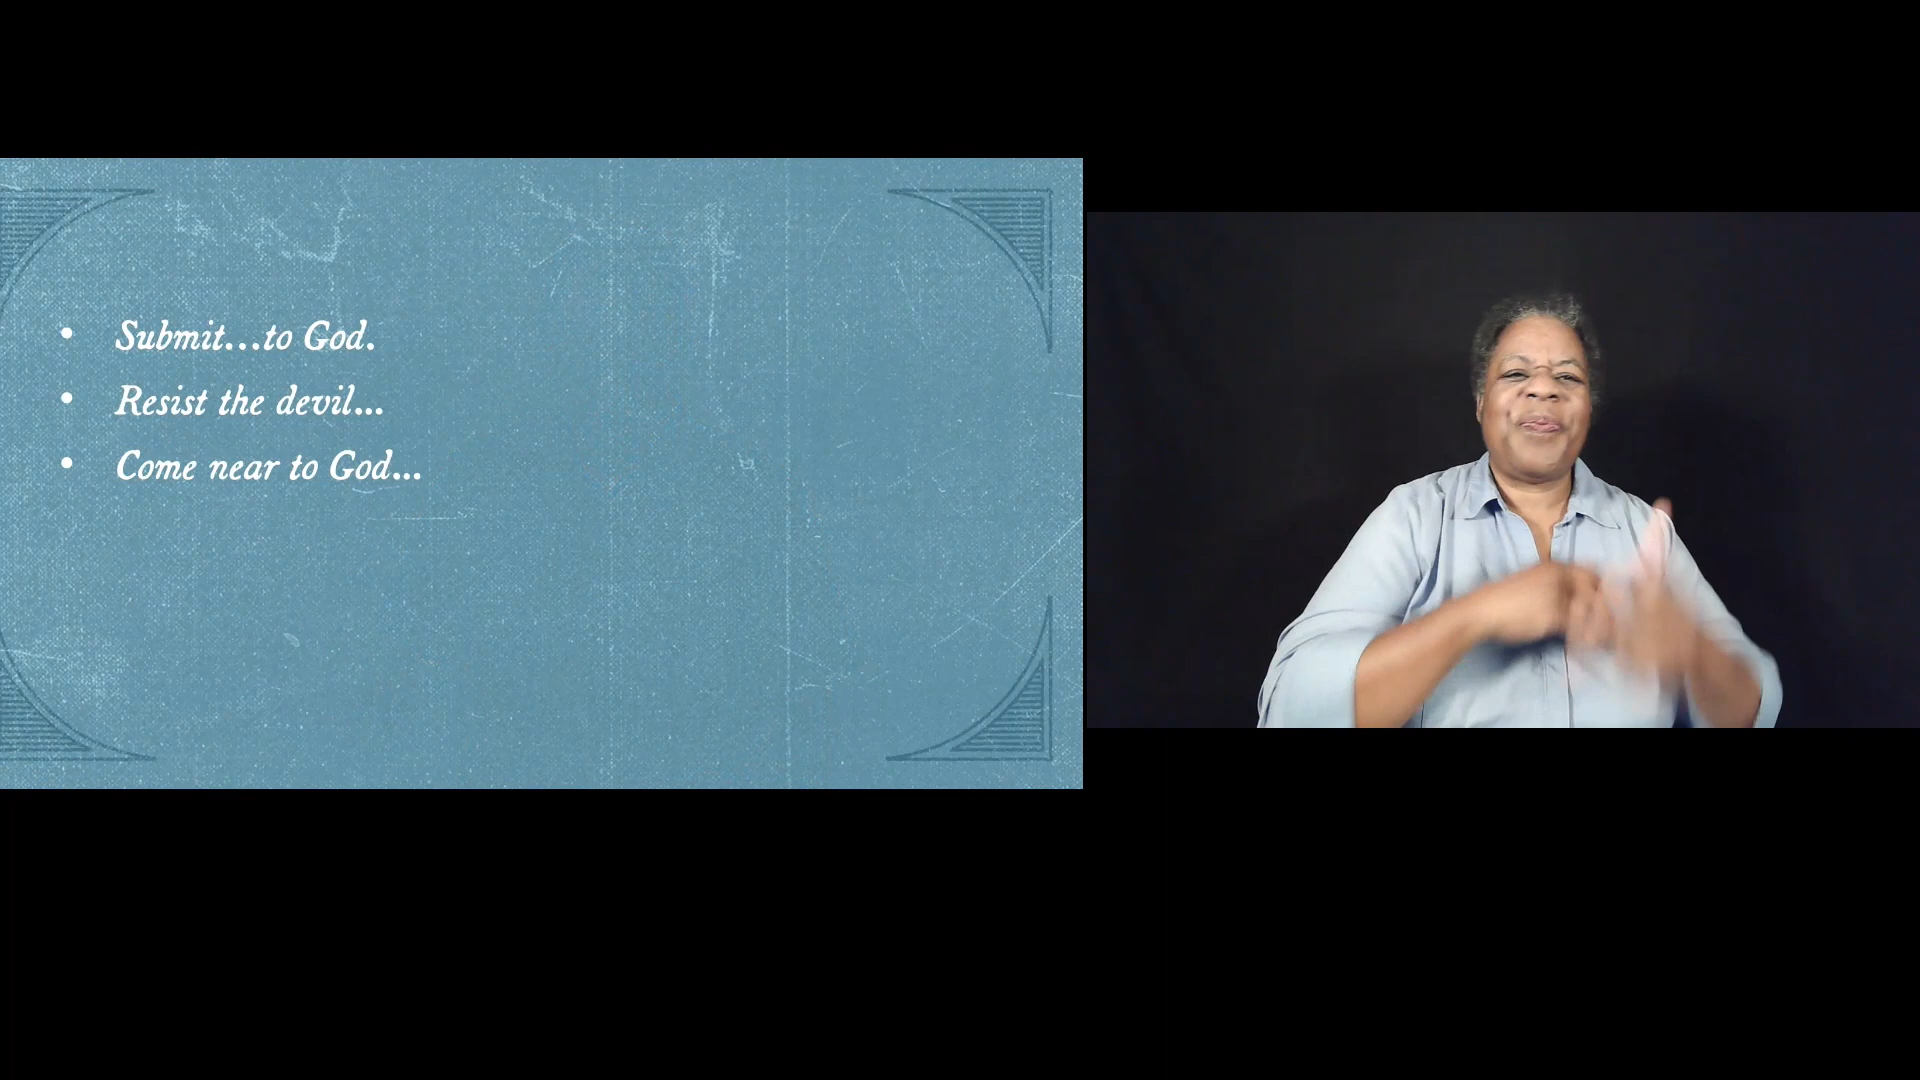 • Submit...to God.
• Resist the devil...
• Come near to God...